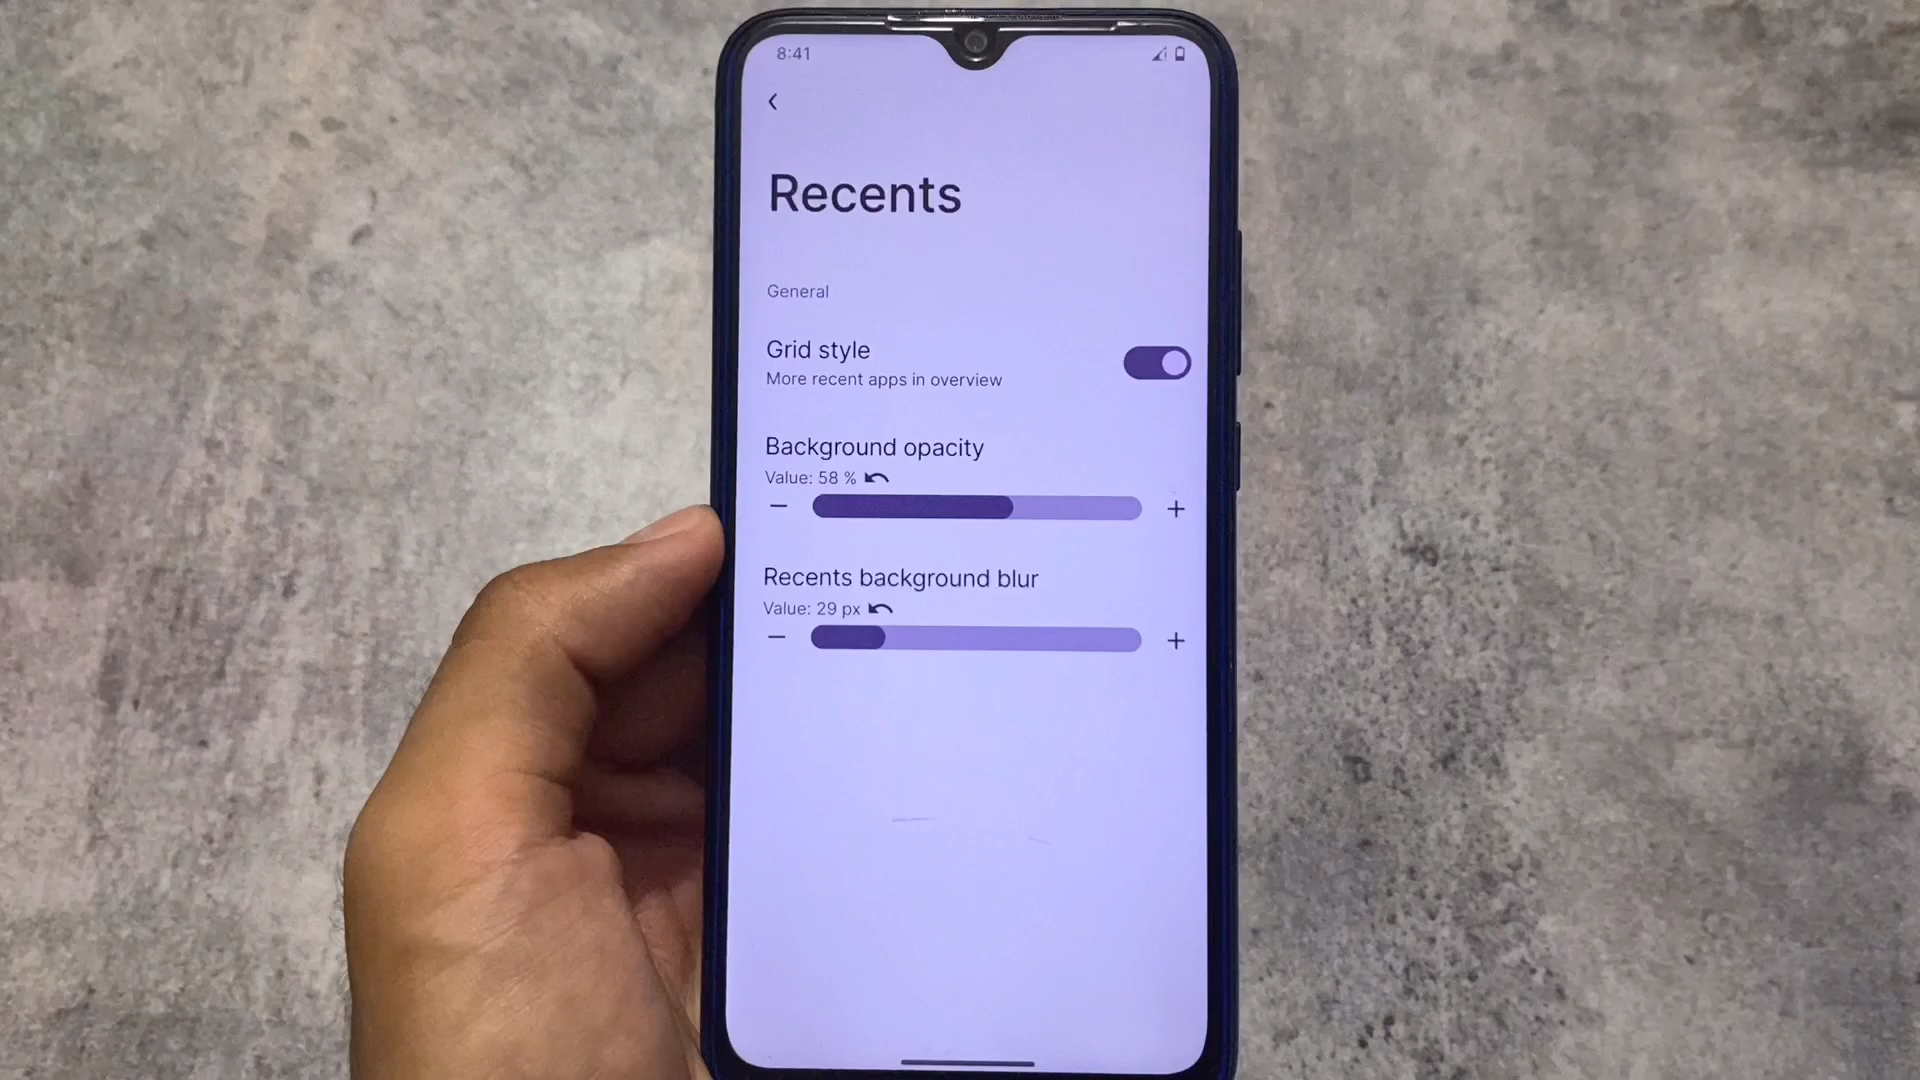 8:41
Recents
General
Grid style
More recent apps in overview
Background opacity
Value: 58 %
Recents background blur
Value: 29 px